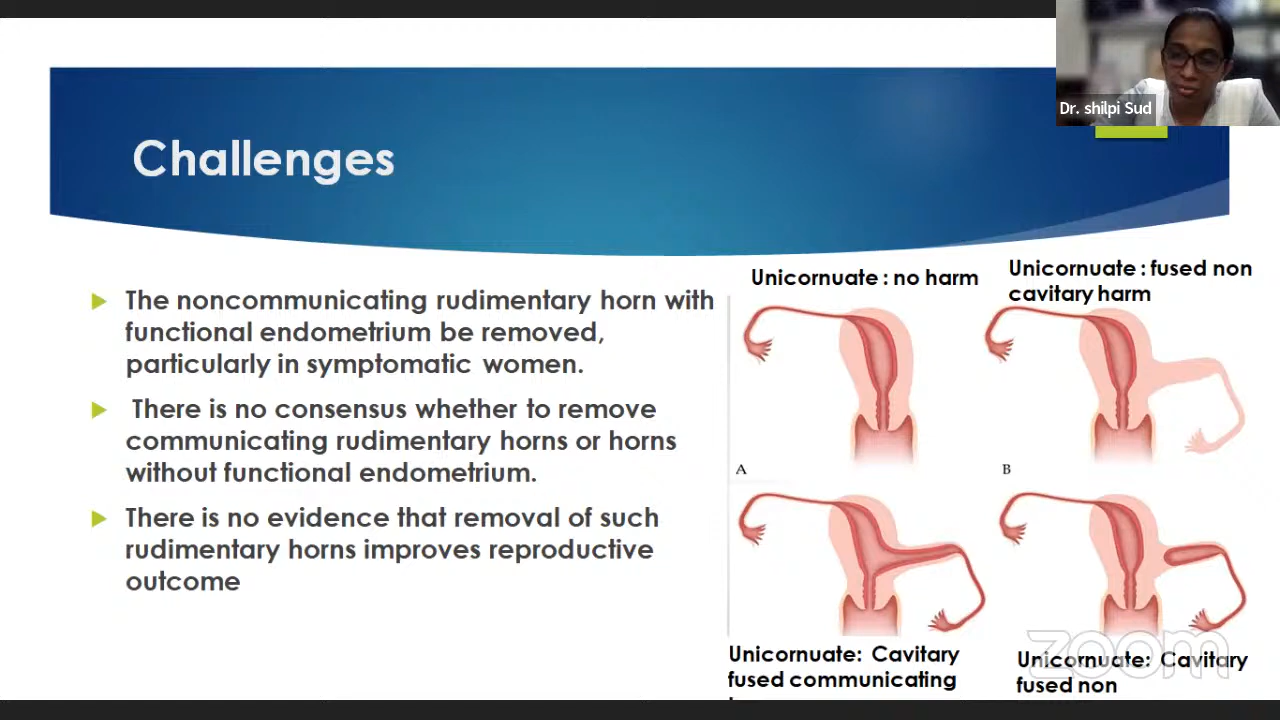 Dr. shilpi Sud
Challenges
The noncommunicating rudimentary horn with
functional endometrium be removed,
particularly in symptomatic women.
There is no consensus whether to remove
communicating rudimentary horns or horns
without functional endometrium.
There is no evidence that removal of such
rudimentary horns improves reproductive
outcome
Unicornuate : no harm
Unicornuate : fused non
cavitary harm
A
B
Unicornuate: Cavitary
fused communicating
Unicornuate: Cavitary
fused non
zoom